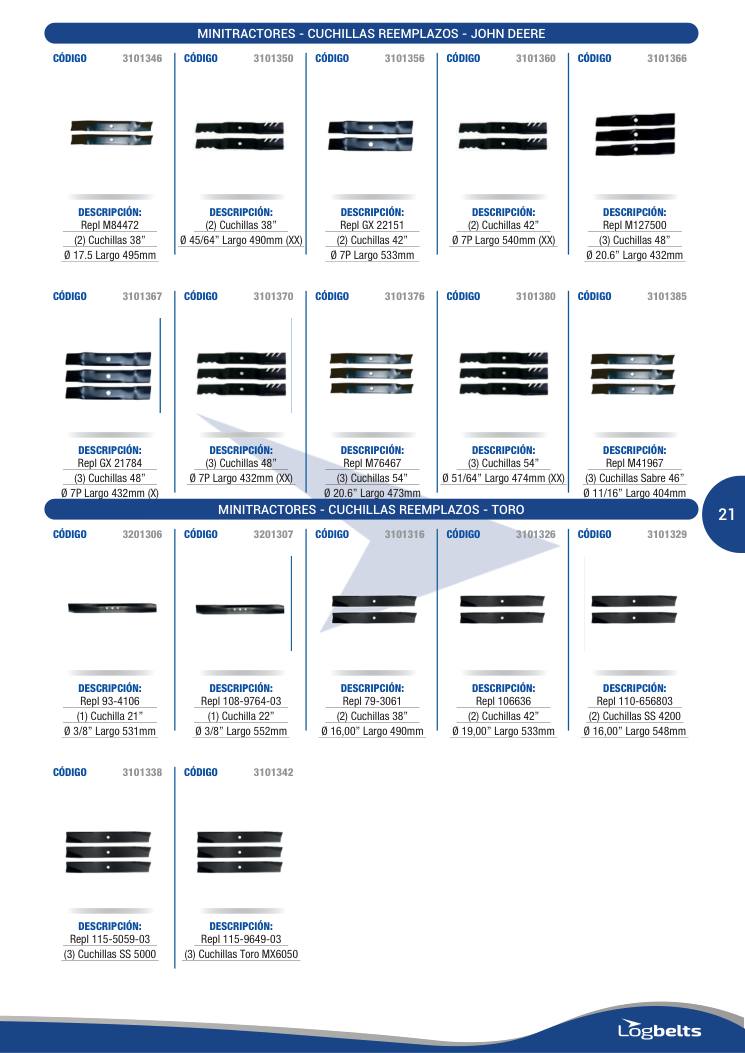 MINITRACTORES - CUCHILLAS REEMPLAZOS - JOHN DEERE
CÓDIGO 3101346
DESCRIPCIÓN:
Repl M84472
(2) Cuchillas 38”
Ø 17.5 Largo 495mm
CÓDIGO 3101350
DESCRIPCIÓN:
(2) Cuchillas 38”
Ø 45/64” Largo 490mm (XX)
CÓDIGO 3101356
DESCRIPCIÓN:
Repl GX 22151
(2) Cuchillas 42”
Ø 7P Largo 533mm
CÓDIGO 3101360
DESCRIPCIÓN:
(2) Cuchillas 42”
Ø 7P Largo 540mm (XX)
CÓDIGO 3101366
DESCRIPCIÓN:
Repl M127500
(3) Cuchillas 48”
Ø 20.6” Largo 432mm
CÓDIGO 3101367
DESCRIPCIÓN:
Repl GX 21784
(3) Cuchillas 48”
Ø 7P Largo 432mm (X)
CÓDIGO 3101370
DESCRIPCIÓN:
(3) Cuchillas 48”
Ø 7P Largo 432mm (XX)
CÓDIGO 3101376
DESCRIPCIÓN:
Repl M76467
(3) Cuchillas 54”
Ø 20.6” Largo 473mm
CÓDIGO 3101380
DESCRIPCIÓN:
(3) Cuchillas 54”
Ø 51/64” Largo 474mm (XX)
CÓDIGO 3101385
DESCRIPCIÓN:
Repl M41967
(3) Cuchillas Sabre 46”
Ø 11/16” Largo 404mm
21
MINITRACTORES - CUCHILLAS REEMPLAZOS - TORO
CÓDIGO 3201306
DESCRIPCIÓN:
Repl 93-4106
(1) Cuchilla 21”
Ø 3/8” Largo 531mm
CÓDIGO 3201307
DESCRIPCIÓN:
Repl 108-9764-03
(1) Cuchilla 22”
Ø 3/8” Largo 552mm
CÓDIGO 3101316
DESCRIPCIÓN:
Repl 79-3061
(2) Cuchillas 38”
Ø 16,00” Largo 490mm
CÓDIGO 3101326
DESCRIPCIÓN:
Repl 106636
(2) Cuchillas 42”
Ø 19,00” Largo 533mm
CÓDIGO 3101329
DESCRIPCIÓN:
Repl 110-656803
(2) Cuchillas SS 4200
Ø 16,00” Largo 548mm
CÓDIGO 3101338
DESCRIPCIÓN:
Repl 115-5059-03
(3) Cuchillas SS 5000
CÓDIGO 3101342
DESCRIPCIÓN:
Repl 115-9649-03
(3) Cuchillas Toro MX6050
Logbelts